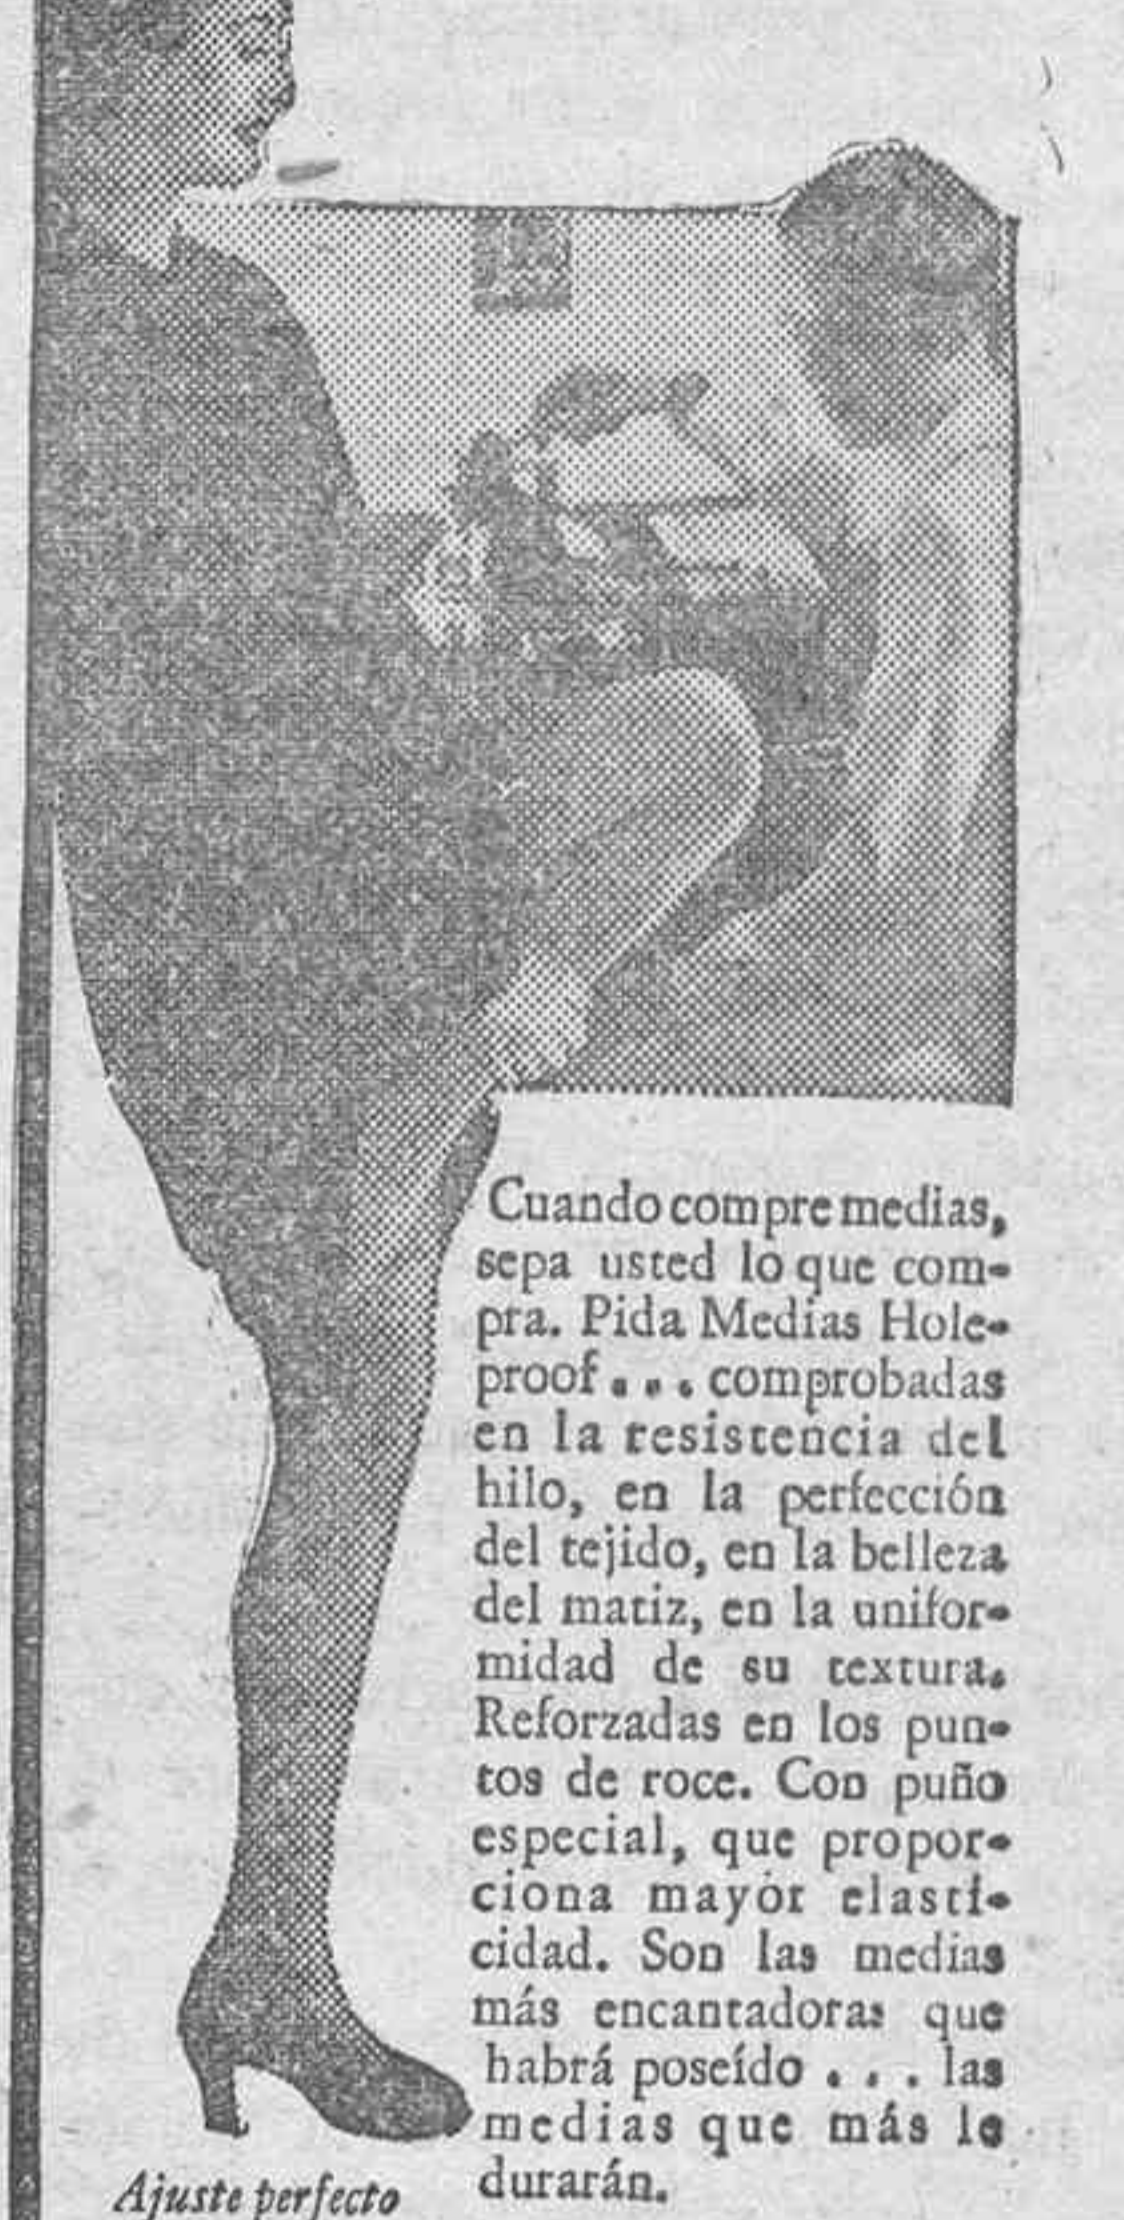 Cuando compre medias,
sepa usted lo que com-
pra. Pida Medias Hole-
proof . . . comprobadas
en la resistencia del
hilo, en la perfección
del tejido, en la belleza
del matiz, en la unifor-
midad de su textura.
Reforzadas en los pun-
tos de roce. Con puño
especial, que propor-
ciona mayor elasti-
cidad. Son las medias
más encantadoras que
habrá poseído . . . las
medias que más le
durarán.
Ajuste perfecto